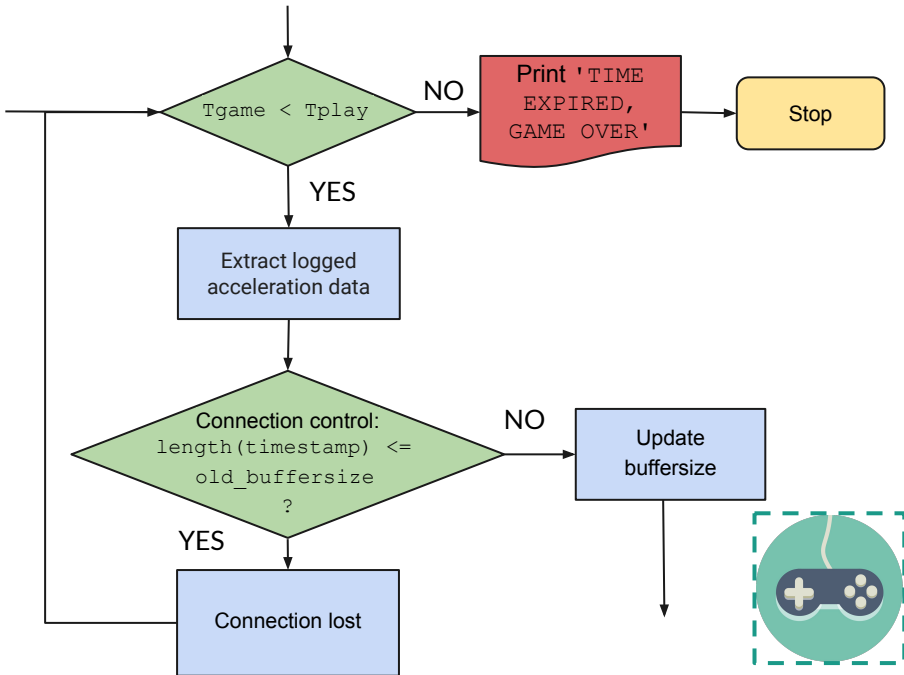 Tgame < Tplay
NO
Print 'TIME
EXPIRED,
GAME OVER'
Stop
YES
Extract logged
acceleration data
Connection control:
length(timestamp) <=
old_buffersize
?
NO
Update
buffersize
YES
Connection lost